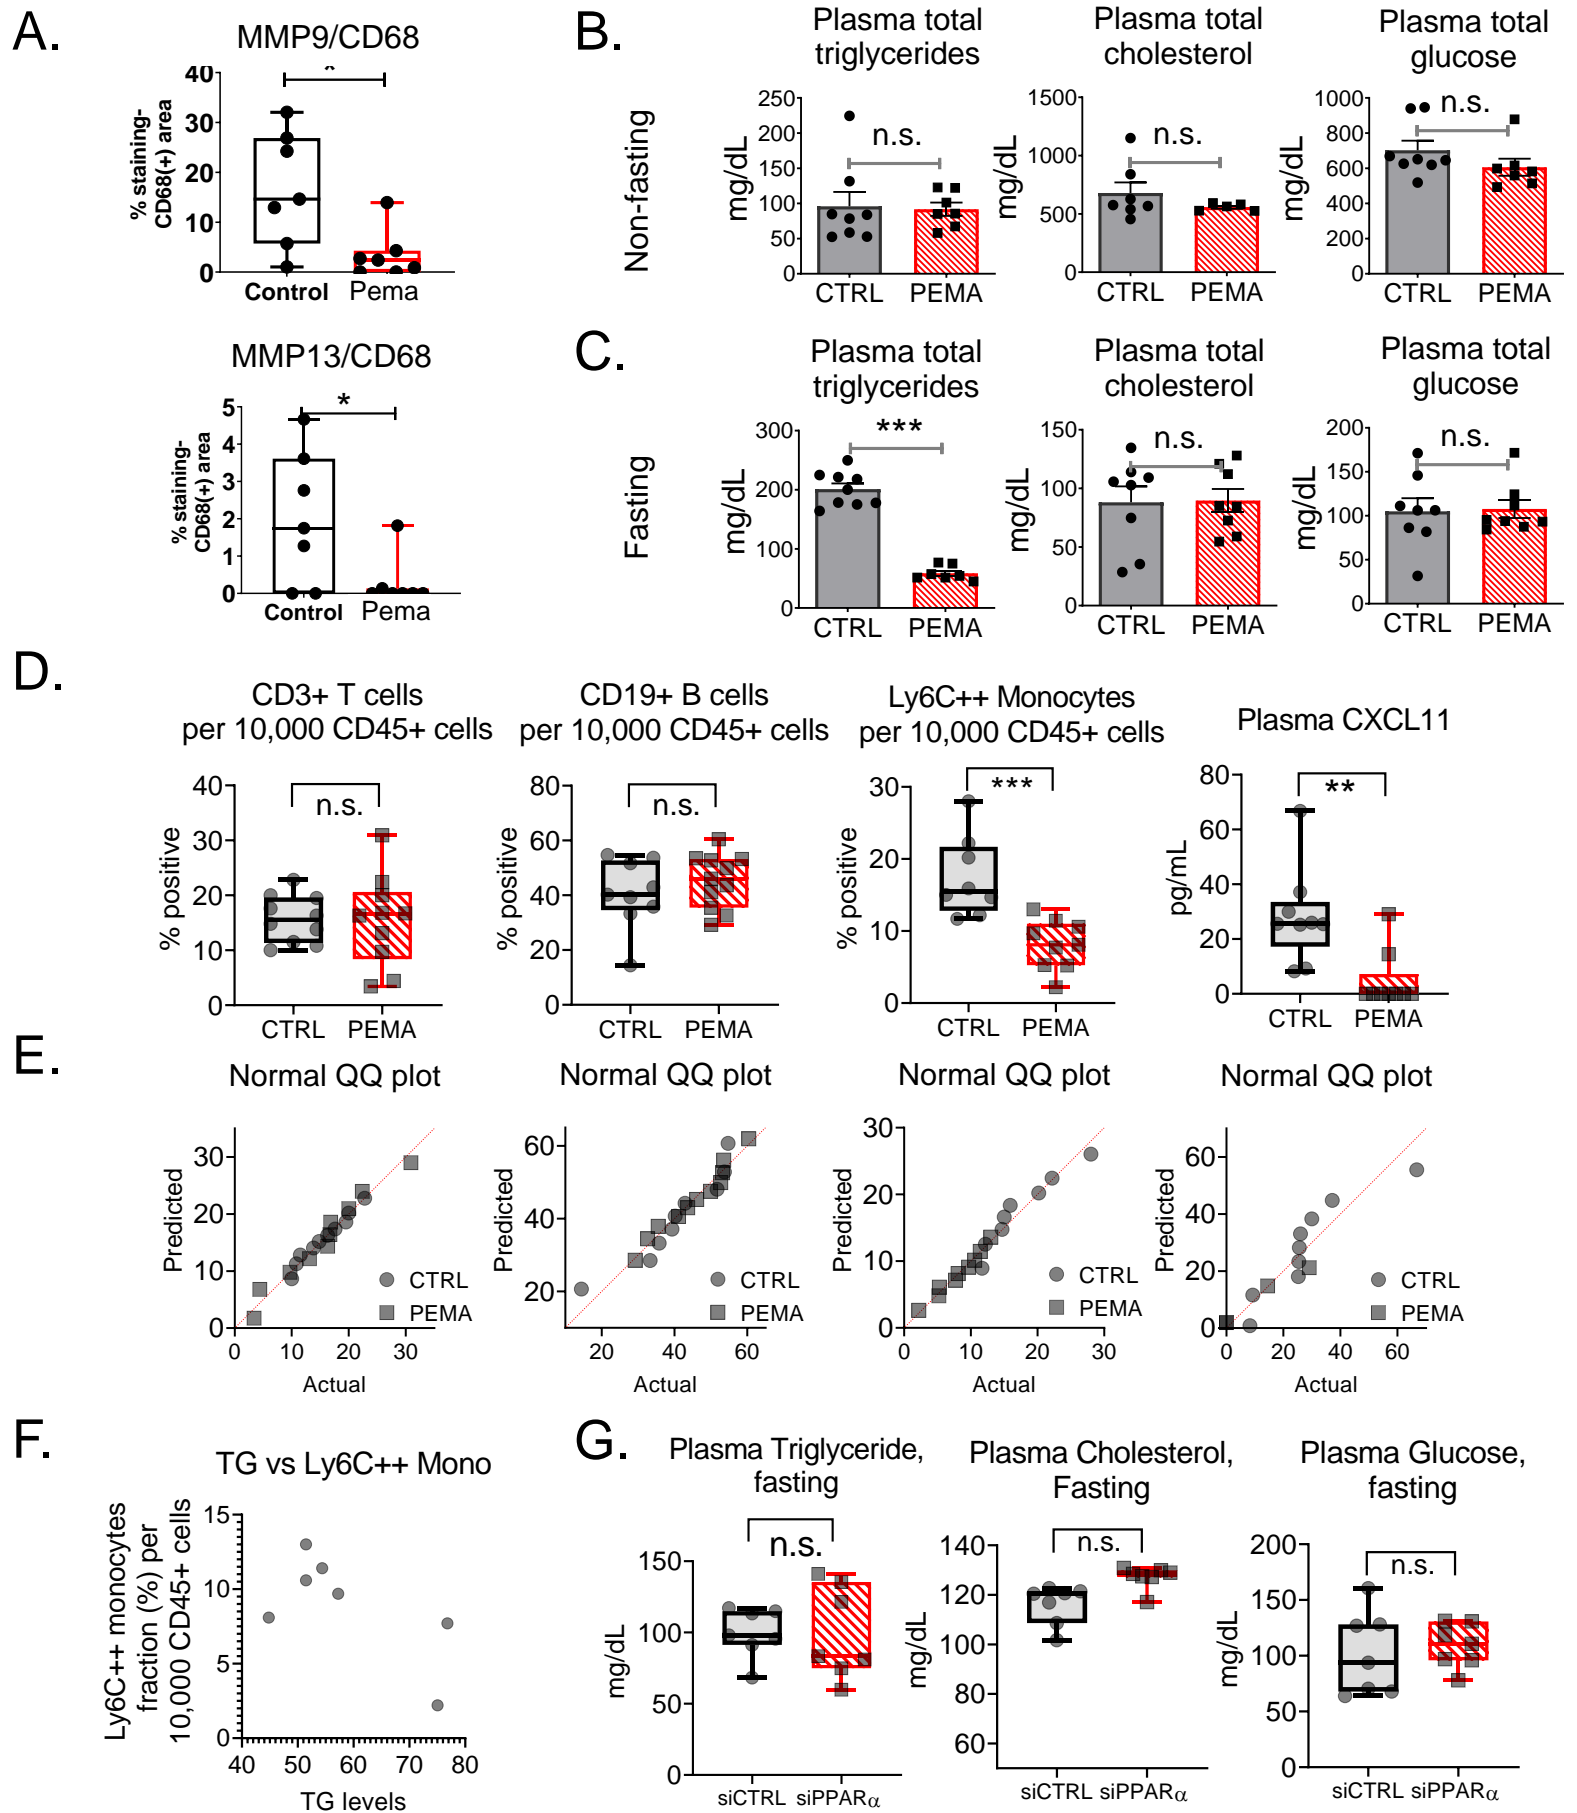 A.
MMP9/CD68
*
% staining-
CD68(+) area
40
30
20
10
0
Control Pema
MMP13/CD68
*
% staining-
CD68(+) area
5
4
3
2
1
0
Control Pema
B.
Non-fasting
Plasma total
triglycerides
n.s.
mg/dL
250
200
150
100
50
0
CTRL PEMA
Plasma total
cholesterol
n.s.
mg/dL
1500
1000
500
0
CTRL PEMA
Plasma total
glucose
n.s.
mg/dL
1000
800
600
400
200
0
CTRL PEMA
C.
Fasting
Plasma total
triglycerides
***
mg/dL
300
200
100
0
CTRL PEMA
Plasma total
cholesterol
n.s.
mg/dL
150
100
50
0
CTRL PEMA
Plasma total
glucose
n.s.
mg/dL
200
150
100
50
0
CTRL PEMA
D.
CD3+ T cells
per 10,000 CD45+ cells
n.s.
% positive
40
30
20
10
0
CTRL PEMA
CD19+ B cells
per 10,000 CD45+ cells
n.s.
% positive
80
60
40
20
0
CTRL PEMA
Ly6C++ Monocytes
per 10,000 CD45+ cells
***
% positive
30
20
10
0
CTRL PEMA
Plasma CXCL11
**
pg/mL
80
60
40
20
0
CTRL PEMA
E.
Normal QQ plot
Predicted
30
20
10
0
CTRL
PEMA
0 10 20 30
Actual
Normal QQ plot
Predicted
60
40
20
CTRL
PEMA
20 40 60
Actual
Normal QQ plot
Predicted
30
20
10
0
CTRL
PEMA
0 10 20 30
Actual
Normal QQ plot
Predicted
60
40
20
0
CTRL
PEMA
0 20 40 60
Actual
F.
TG vs Ly6C++ Mono
Ly6C++ monocytes
fraction (%) per
10,000 CD45+ cells
15
10
5
0
40 50 60 70 80
TG levels
G.
Plasma Triglyceride,
fasting
n.s.
mg/dL
150
100
50
0
siCTRL siPPARα
Plasma Cholesterol,
Fasting
n.s.
mg/dL
140
120
100
80
60
siCTRL siPPARα
Plasma Glucose,
fasting
n.s.
mg/dL
200
150
100
50
0
siCTRL siPPARα